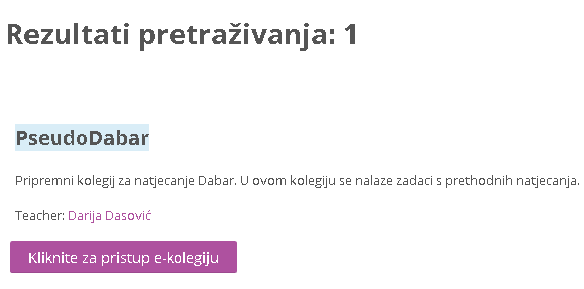 Rezultati pretraživanja: 1
PseudoDabar
Pripremni kolegij za natjecanje Dabar. U ovom kolegiju se nalaze zadaci s prethodnih natjecanja.
Teacher: Darija Dasović
Kliknite za pristup e-kolegiju